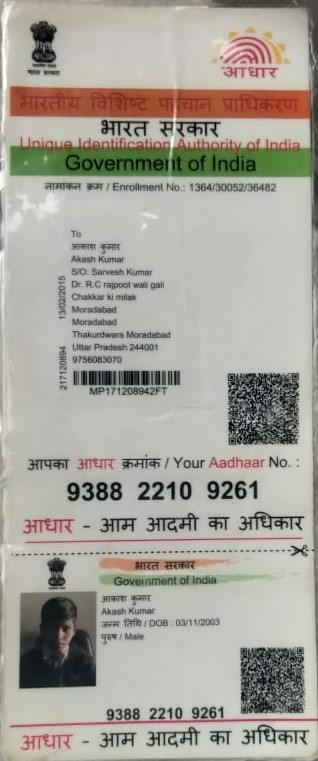 भारत सरकार
आधार
भारतीय विशिष्ट पहचान प्राधिकरण
भारत सरकार
Unique Identification Authority of India
Government of India
नामांकन क्रम / Enrollment No.: 1364/30052/36482
To
आकाश कुमार
Akash Kumar
S/O: Sarvesh Kumar
Dr. R.C rajpoot wali gali
Chakkar ki milak
Moradabad
Moradabad
Thakurdwara Moradabad
Uttar Pradesh 244001
9756083070
217120894 13/02/2015
MP171208942FT
आपका आधार क्रमांक / Your Aadhaar No. :
9388 2210 9261
आधार - आम आदमी का अधिकार
भारत सरकार
Government of India
आकाश कुमार
Akash Kumar
जन्म तिथि / DOB : 03/11/2003
पुरुष / Male
9388 2210 9261
आधार - आम आदमी का अधिकार